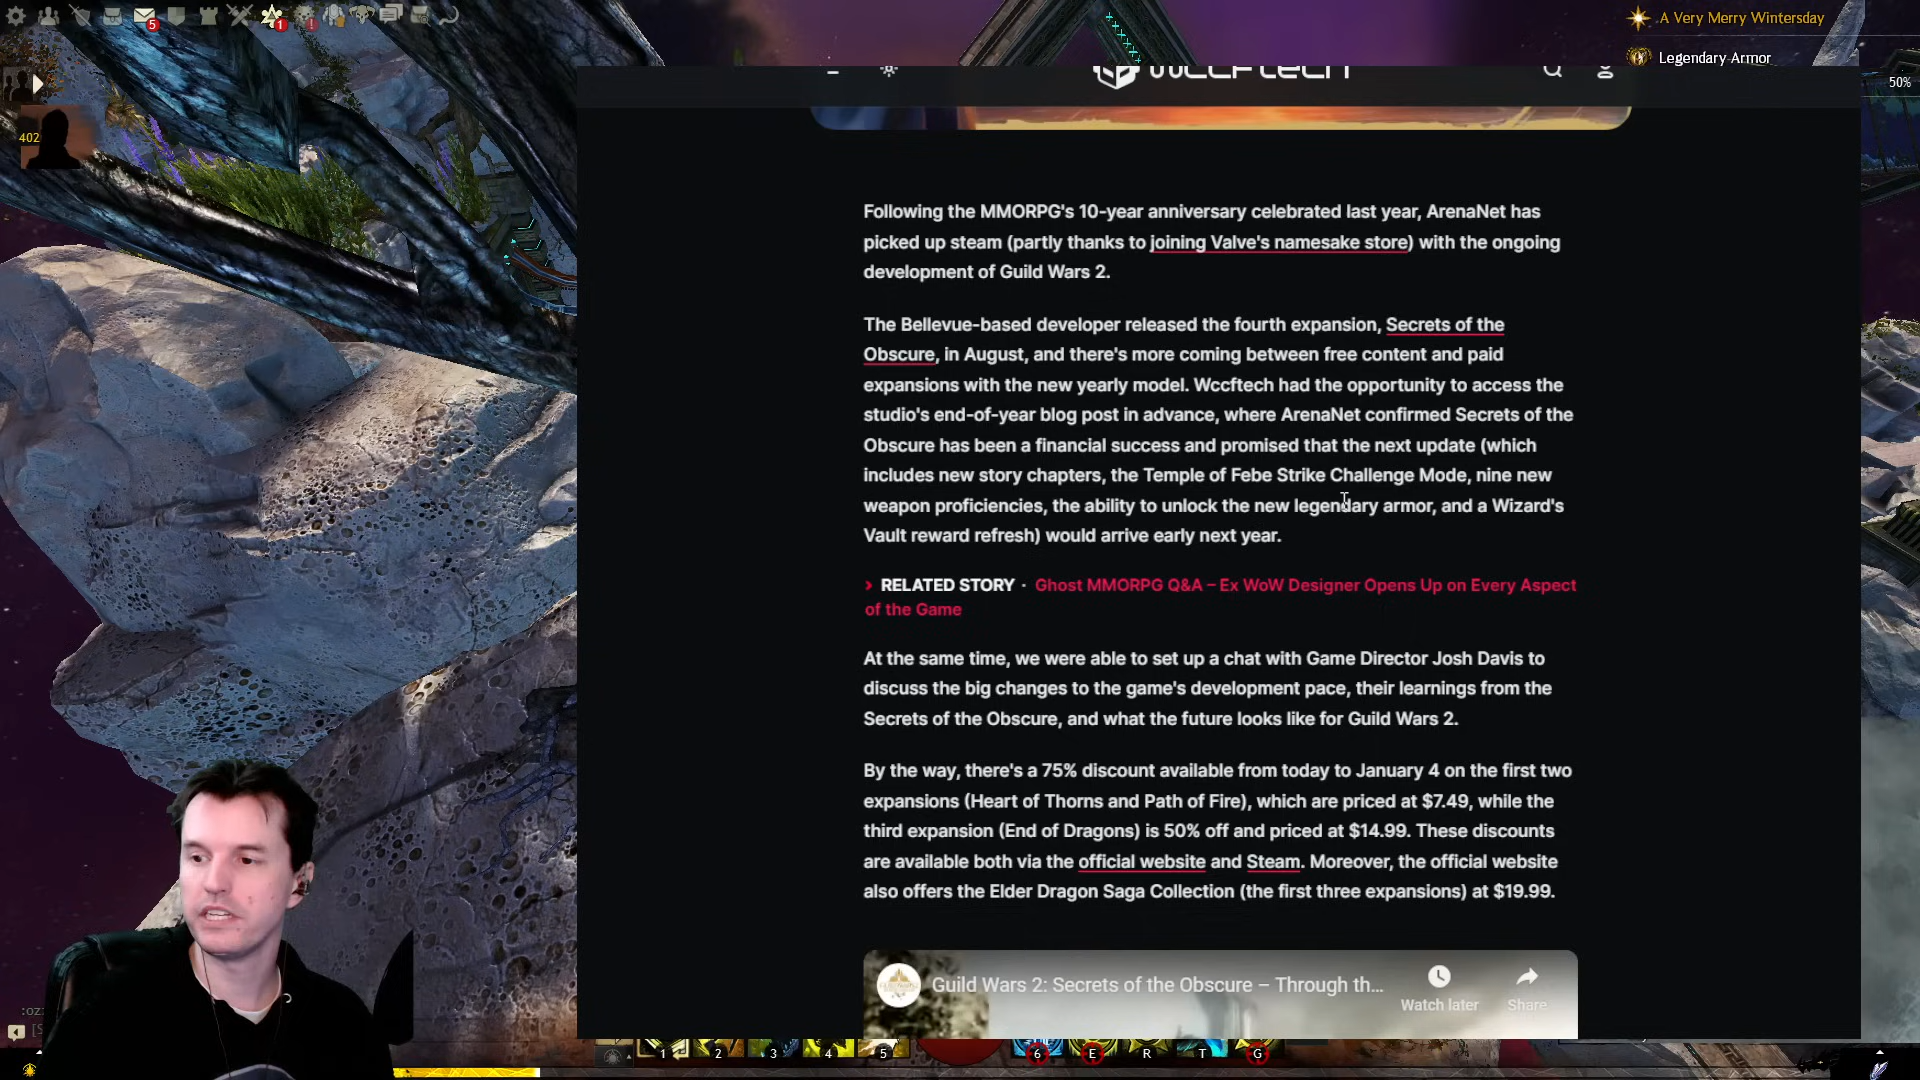 5
1
A Very Merry Wintersday
Legendary Armor
50%
402
wccftech
Following the MMORPG's 10-year anniversary celebrated last year, ArenaNet has
picked up steam (partly thanks to joining Valve's namesake store) with the ongoing
development of Guild Wars 2.
The Bellevue-based developer released the fourth expansion, Secrets of the
Obscure, in August, and there's more coming between free content and paid
expansions with the new yearly model. Wccftech had the opportunity to access the
studio's end-of-year blog post in advance, where ArenaNet confirmed Secrets of the
Obscure has been a financial success and promised that the next update (which
includes new story chapters, the Temple of Febe Strike Challenge Mode, nine new
weapon proficiencies, the ability to unlock the new legendary armor, and a Wizard's
Vault reward refresh) would arrive early next year.
> RELATED STORY · Ghost MMORPG Q&A – Ex WoW Designer Opens Up on Every Aspect
of the Game
At the same time, we were able to set up a chat with Game Director Josh Davis to
discuss the big changes to the game's development pace, their learnings from the
Secrets of the Obscure, and what the future looks like for Guild Wars 2.
By the way, there's a 75% discount available from today to January 4 on the first two
expansions (Heart of Thorns and Path of Fire), which are priced at $7.49, while the
third expansion (End of Dragons) is 50% off and priced at $14.99. These discounts
are available both via the official website and Steam. Moreover, the official website
also offers the Elder Dragon Saga Collection (the first three expansions) at $19.99.
Guild Wars 2: Secrets of the Obscure – Through th...
Watch later
Share
1 2 3 4 5 6 E R T G